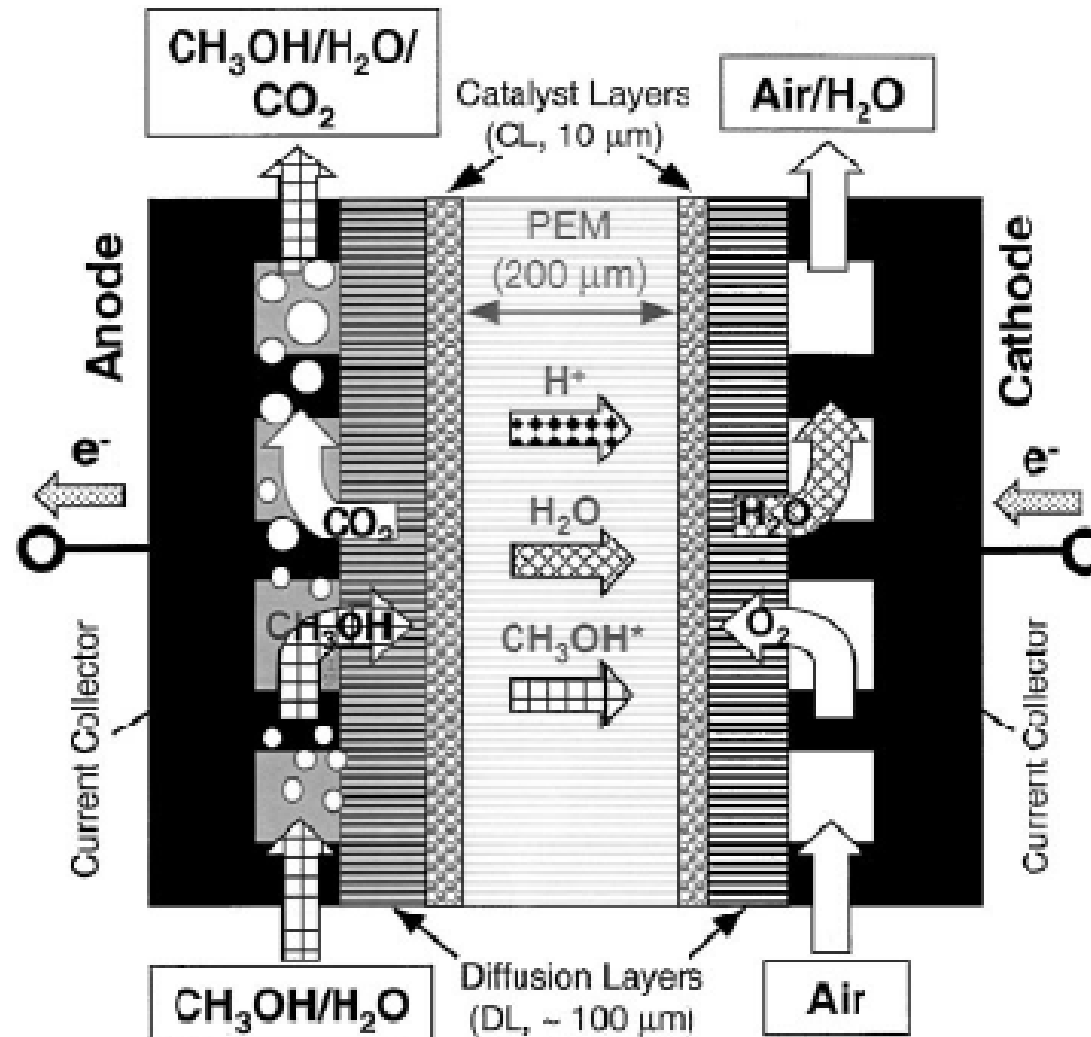 CH₃OH/H₂O/
CO₂
Catalyst Layers
(CL, 10 μm)
Air/H₂O
PEM
(200 μm)
Anode
Cathode
H⁺
e⁻
e⁻
CO₂
H₂O
H₂O
CH₃OH
CH₃OH*
O₂
Current Collector
Current Collector
CH₃OH/H₂O
Diffusion Layers
(DL, ~ 100 μm)
Air